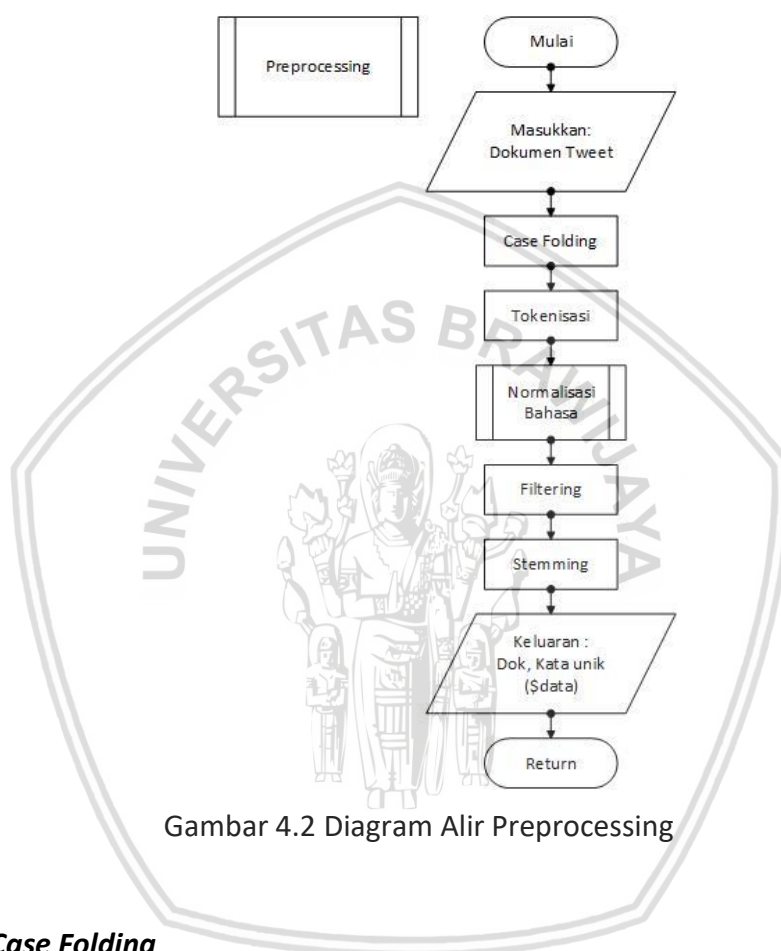 Preprocessing
Mulai
Masukkan:
Dokumen Tweet
Case Folding
Tokenisasi
Normalisasi
Bahasa
Filtering
Stemming
Keluaran :
Dok, Kata unik
($data)
Return
UNIVERSITAS BRAWIJAYA
Gambar 4.2 Diagram Alir Preprocessing
Case Folding